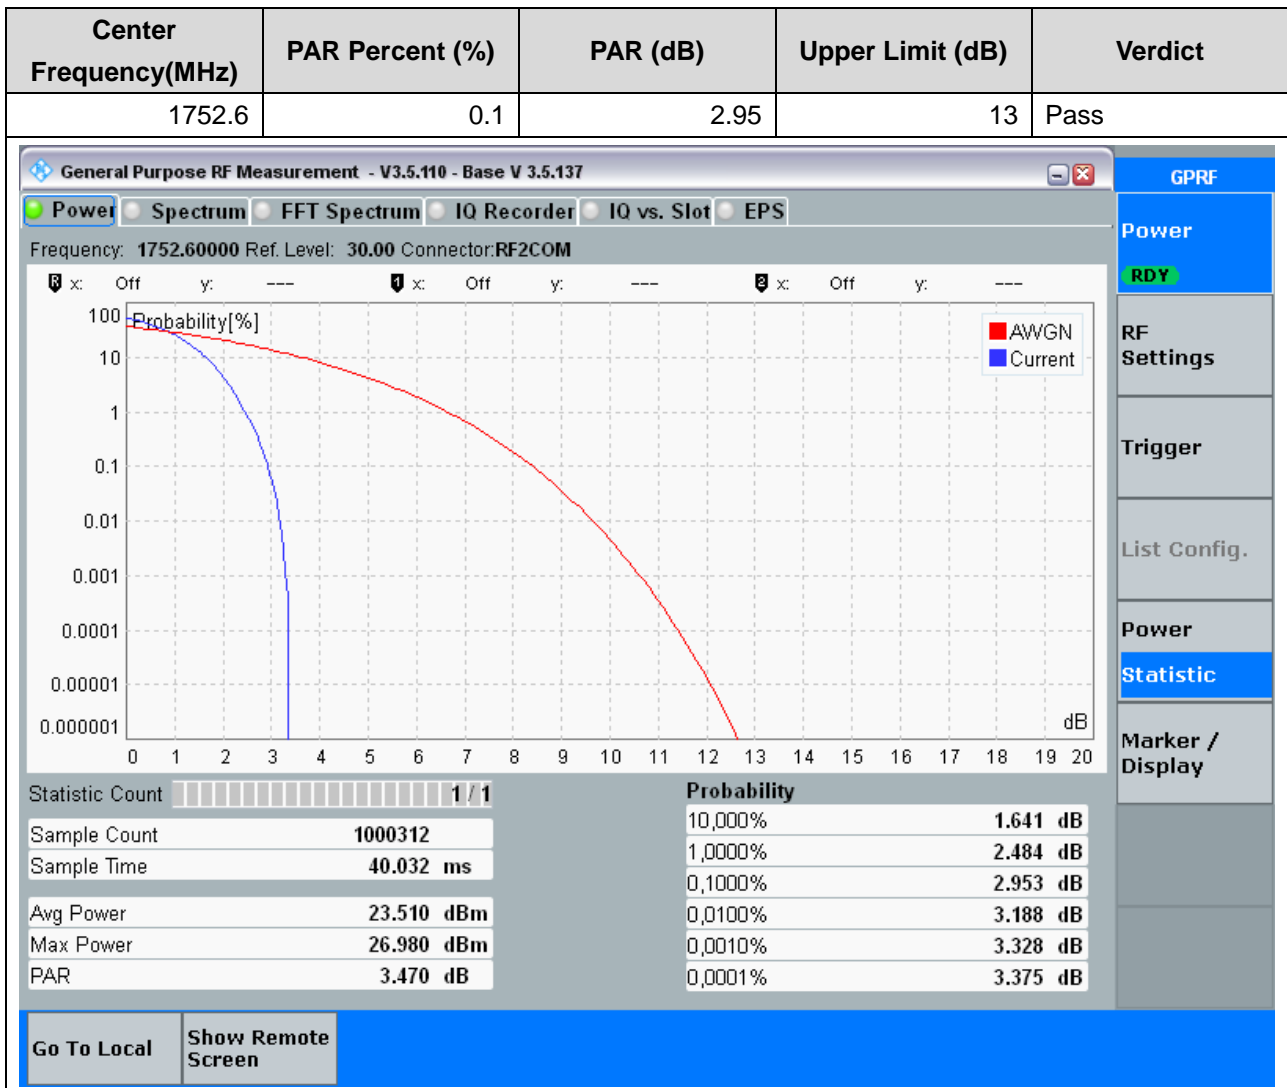 Center Frequency(MHz) PAR Percent (%) PAR (dB) Upper Limit (dB) Verdict
1752.6 0.1 2.95 13 Pass
General Purpose RF Measurement - V3.5.110 - Base V 3.5.137
GPRF
Power Spectrum FFT Spectrum IQ Recorder IQ vs. Slot EPS
Frequency: 1752.60000 Ref. Level: 30.00 Connector:RF2COM
R x: Off y: --- 1 x: Off y: --- 2 x: Off y: ---
Probability[%]
AWGN
Current
100
10
1
0.1
0.01
0.001
0.0001
0.00001
0.000001
dB
0 1 2 3 4 5 6 7 8 9 10 11 12 13 14 15 16 17 18 19 20
Statistic Count 1 / 1
Sample Count 1000312
Sample Time 40.032 ms
Avg Power 23.510 dBm
Max Power 26.980 dBm
PAR 3.470 dB
Probability
10,000% 1.641 dB
1,0000% 2.484 dB
0,1000% 2.953 dB
0,0100% 3.188 dB
0,0010% 3.328 dB
0,0001% 3.375 dB
Power
RDY
RF
Settings
Trigger
List Config.
Power
Statistic
Marker /
Display
Go To Local
Show Remote
Screen